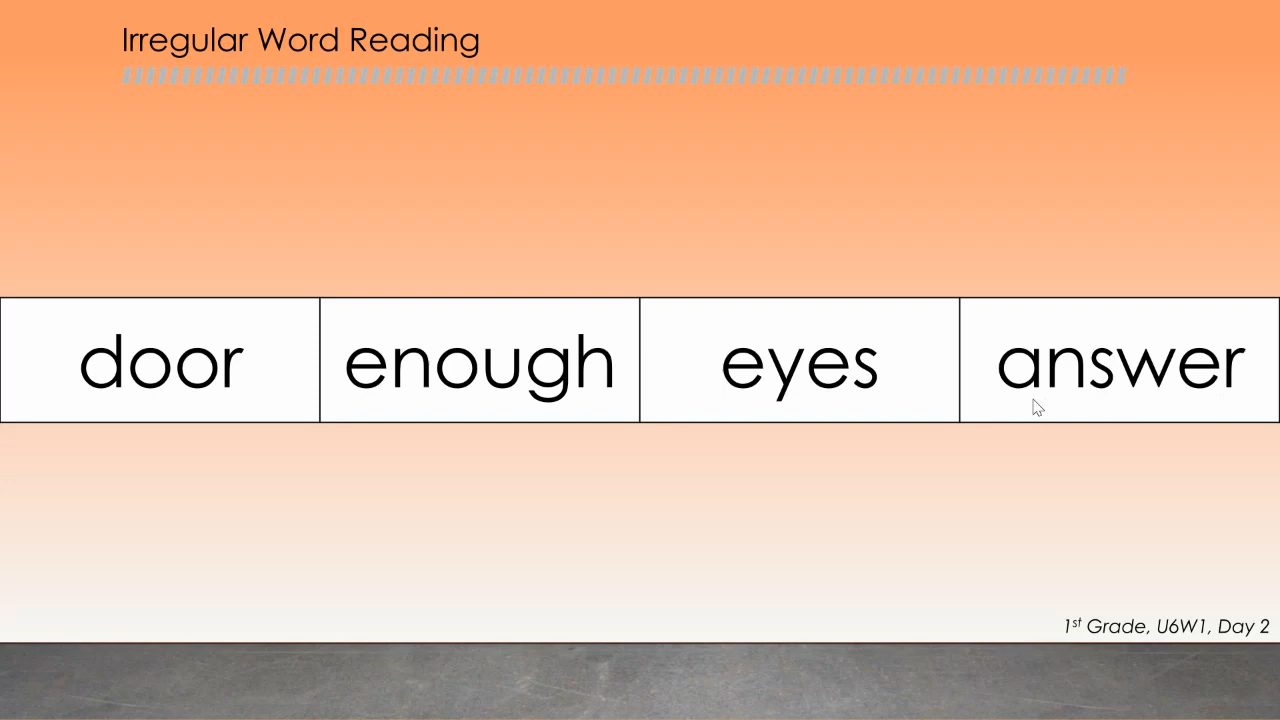 Irregular Word Reading
door enough eyes answer
1st Grade, U6W1, Day 2